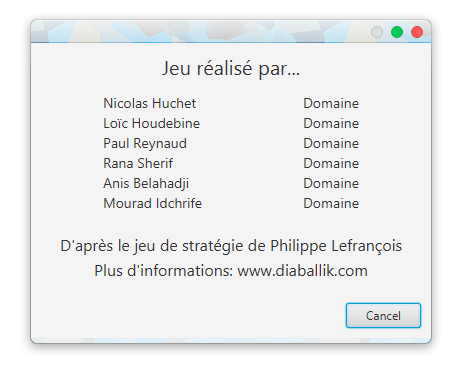 Jeu réalisé par...
Nicolas Huchet Domaine
Loïc Houdebine Domaine
Paul Reynaud Domaine
Rana Sherif Domaine
Anis Belahadji Domaine
Mourad Idchrife Domaine
D'après le jeu de stratégie de Philippe Lefrançois
Plus d'informations: www.diaballik.com
Cancel